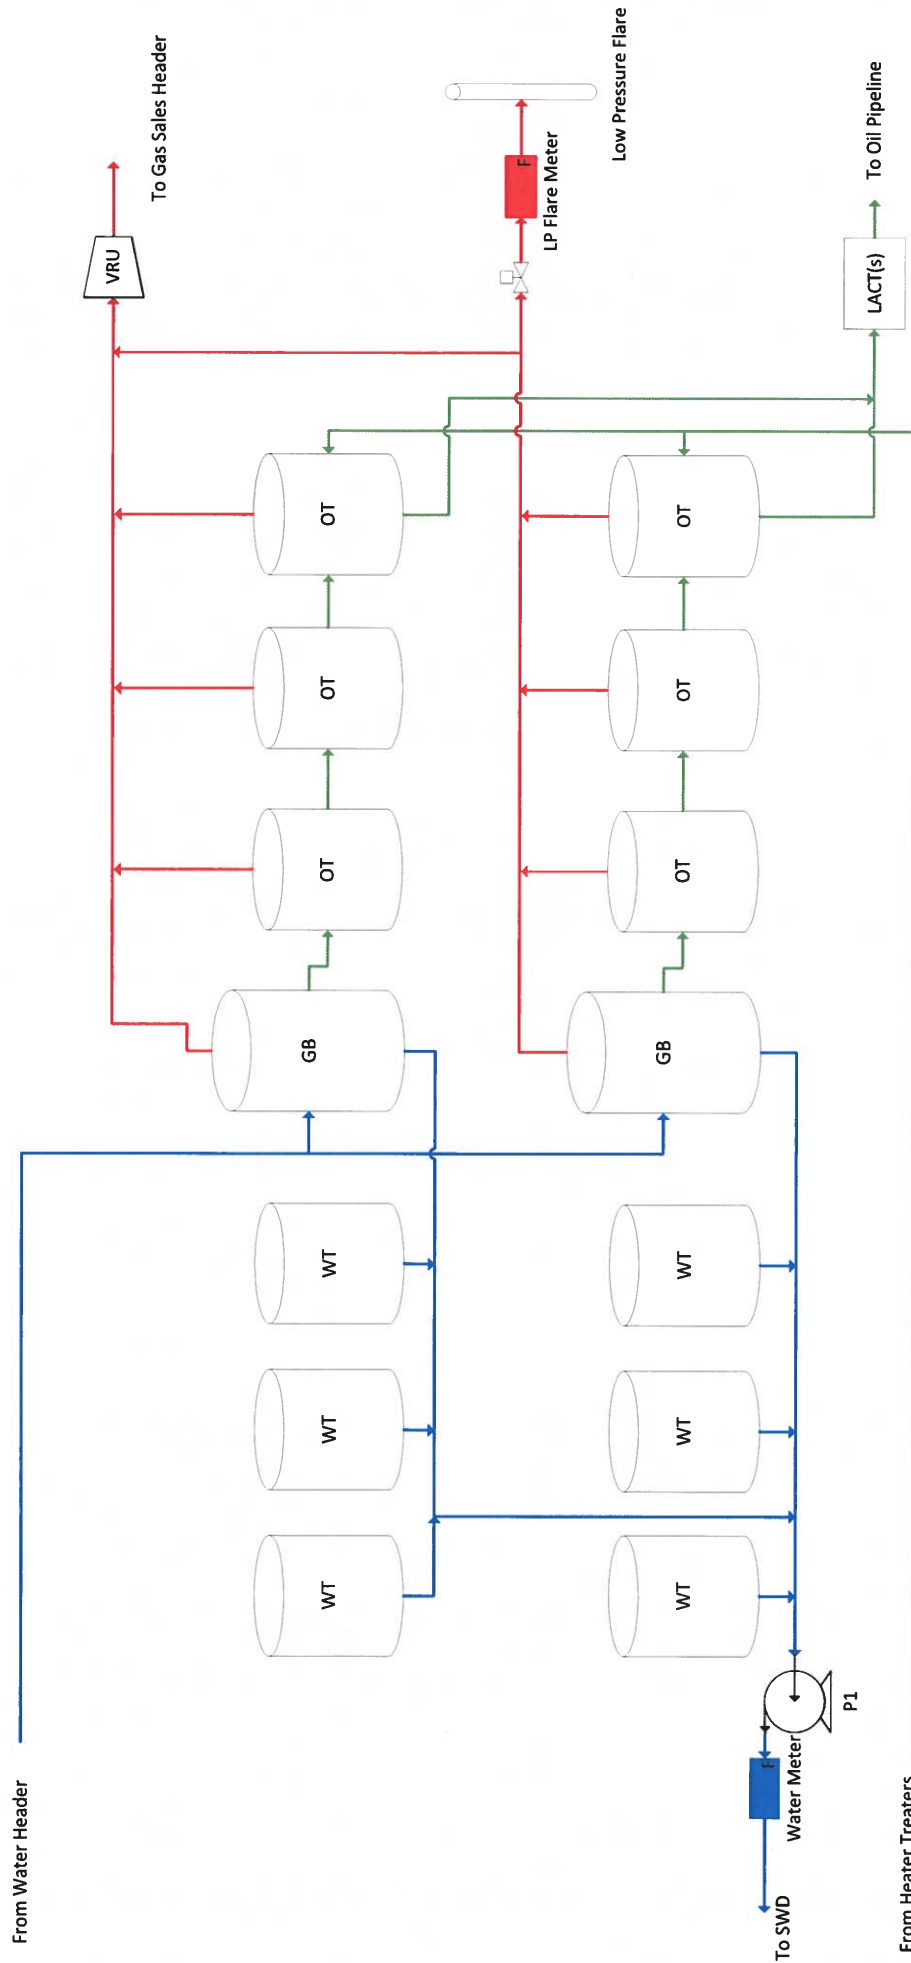 From Water Header
To Gas Sales Header
VRU
Low Pressure Flare
LP Flare Meter
F
OT
OT
OT
GB
WT
WT
WT
To Oil Pipeline
LACT(s)
OT
OT
OT
GB
WT
WT
WT
P1
Water Meter
F
To SWD
From Heater Treaters